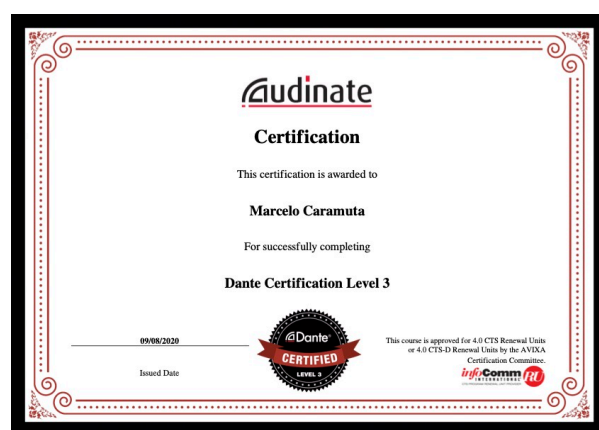 Audinate
Certification
This certification is awarded to
Marcelo Caramuta
For successfully completing
Dante Certification Level 3
09/08/2020
Issued Date
Dante
CERTIFIED
LEVEL 3
This course is approved for 4.0 CTS Renewal Units
or 4.0 CTS-D Renewal Units by the AVIXA
Certification Committee.
infoComm
INTERNATIONAL
RU